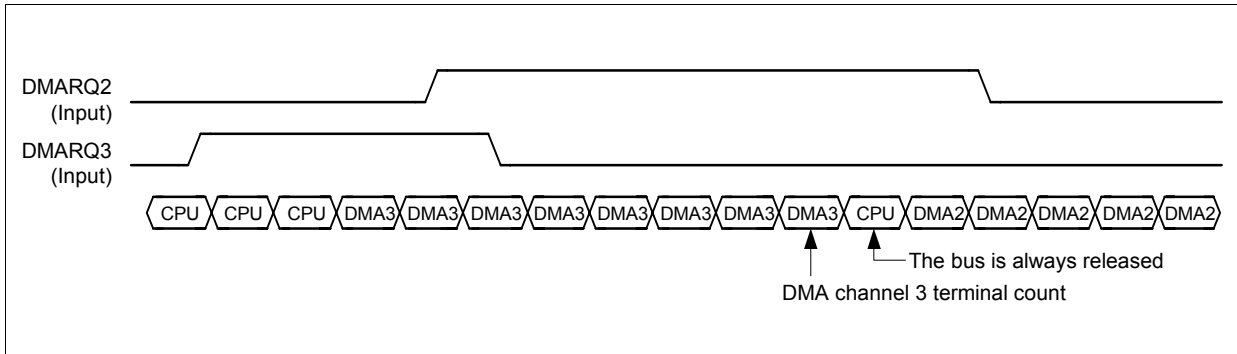 DMARQ2
(Input)
DMARQ3
(Input)
CPU CPU CPU DMA3 DMA3 DMA3 DMA3 DMA3 DMA3 DMA3 DMA3 CPU DMA2 DMA2 DMA2 DMA2 DMA2
The bus is always released
DMA channel 3 terminal count